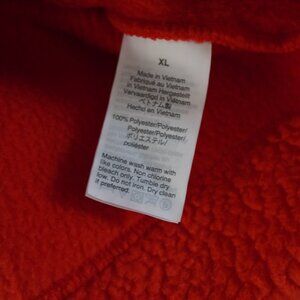 XL
Made in Vietnam
Fabriqué au Vietnam
In Vietnam Hergestellt
Vervaardigd in Vietnam
ベトナム製
Hecho en Vietnam
100% Polyester/Polyester/
Polyester/Polyester/
ポリエステル/
poliéster
Machine wash warm with
like colors. Non chlorine
bleach only. Tumble dry
low. Do not iron. Dry clean
if preferred.